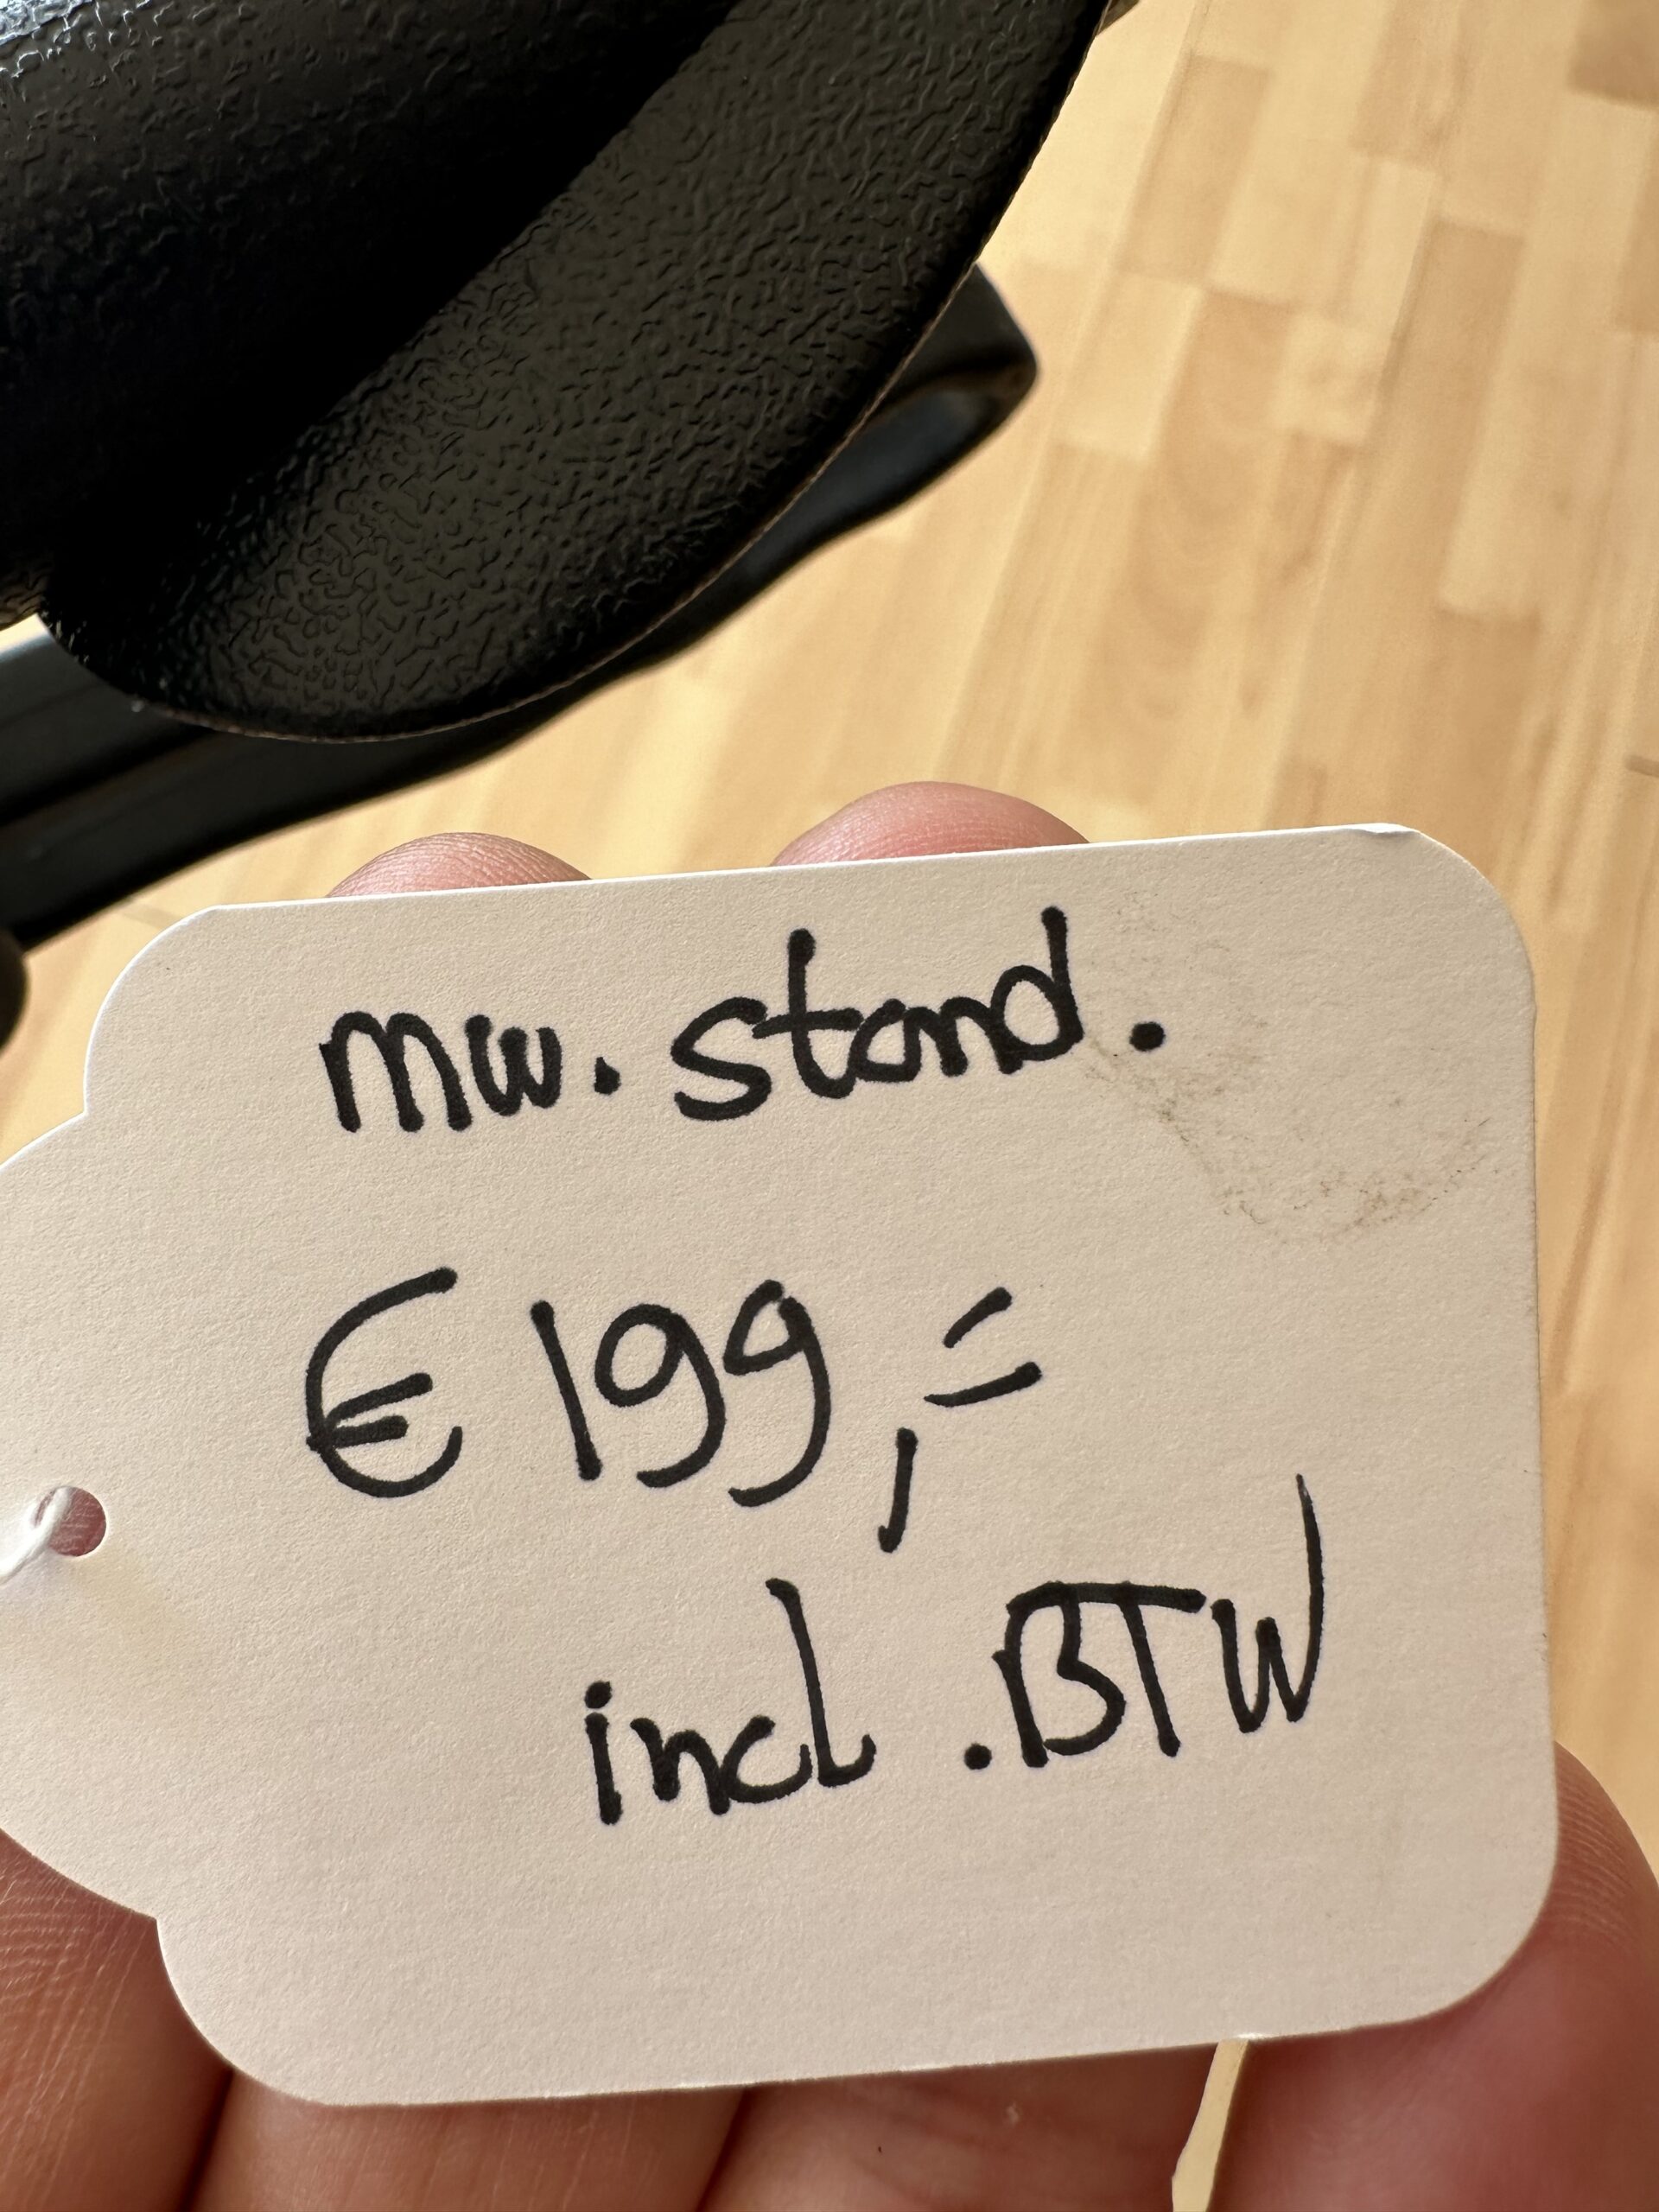 mw. stand.
€ 199,=
incl. BTW